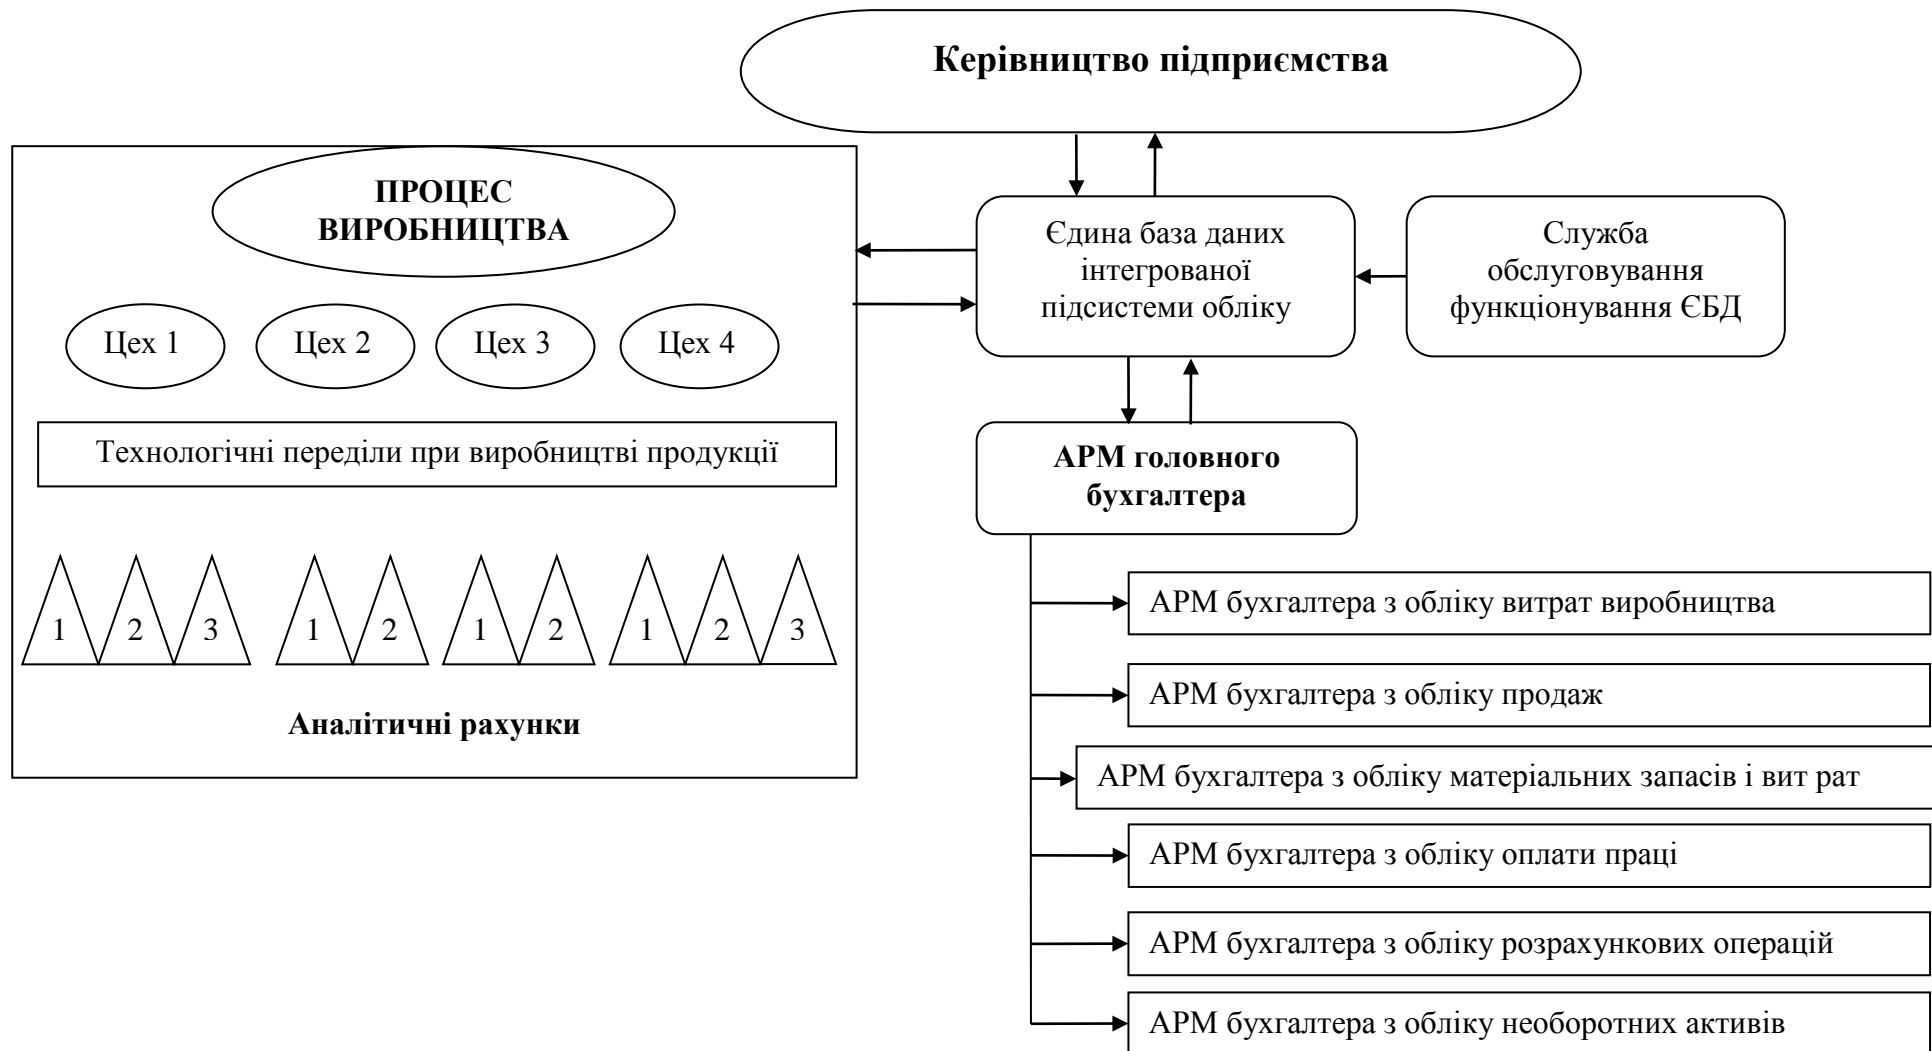 Керівництво підприємства
ПРОЦЕС
ВИРОБНИЦТВА
Цех 1
Цех 2
Цех 3
Цех 4
Технологічні переділи при виробництві продукції
1 2 3 1 2 1 2 1 2 3
Аналітичні рахунки
Єдина база даних
інтегрованої
підсистеми обліку
Служба
обслуговування
функціонування ЄБД
АРМ головного
бухгалтера
АРМ бухгалтера з обліку витрат виробництва
АРМ бухгалтера з обліку продаж
АРМ бухгалтера з обліку матеріальних запасів і вит рат
АРМ бухгалтера з обліку оплати праці
АРМ бухгалтера з обліку розрахункових операцій
АРМ бухгалтера з обліку необоротних активів